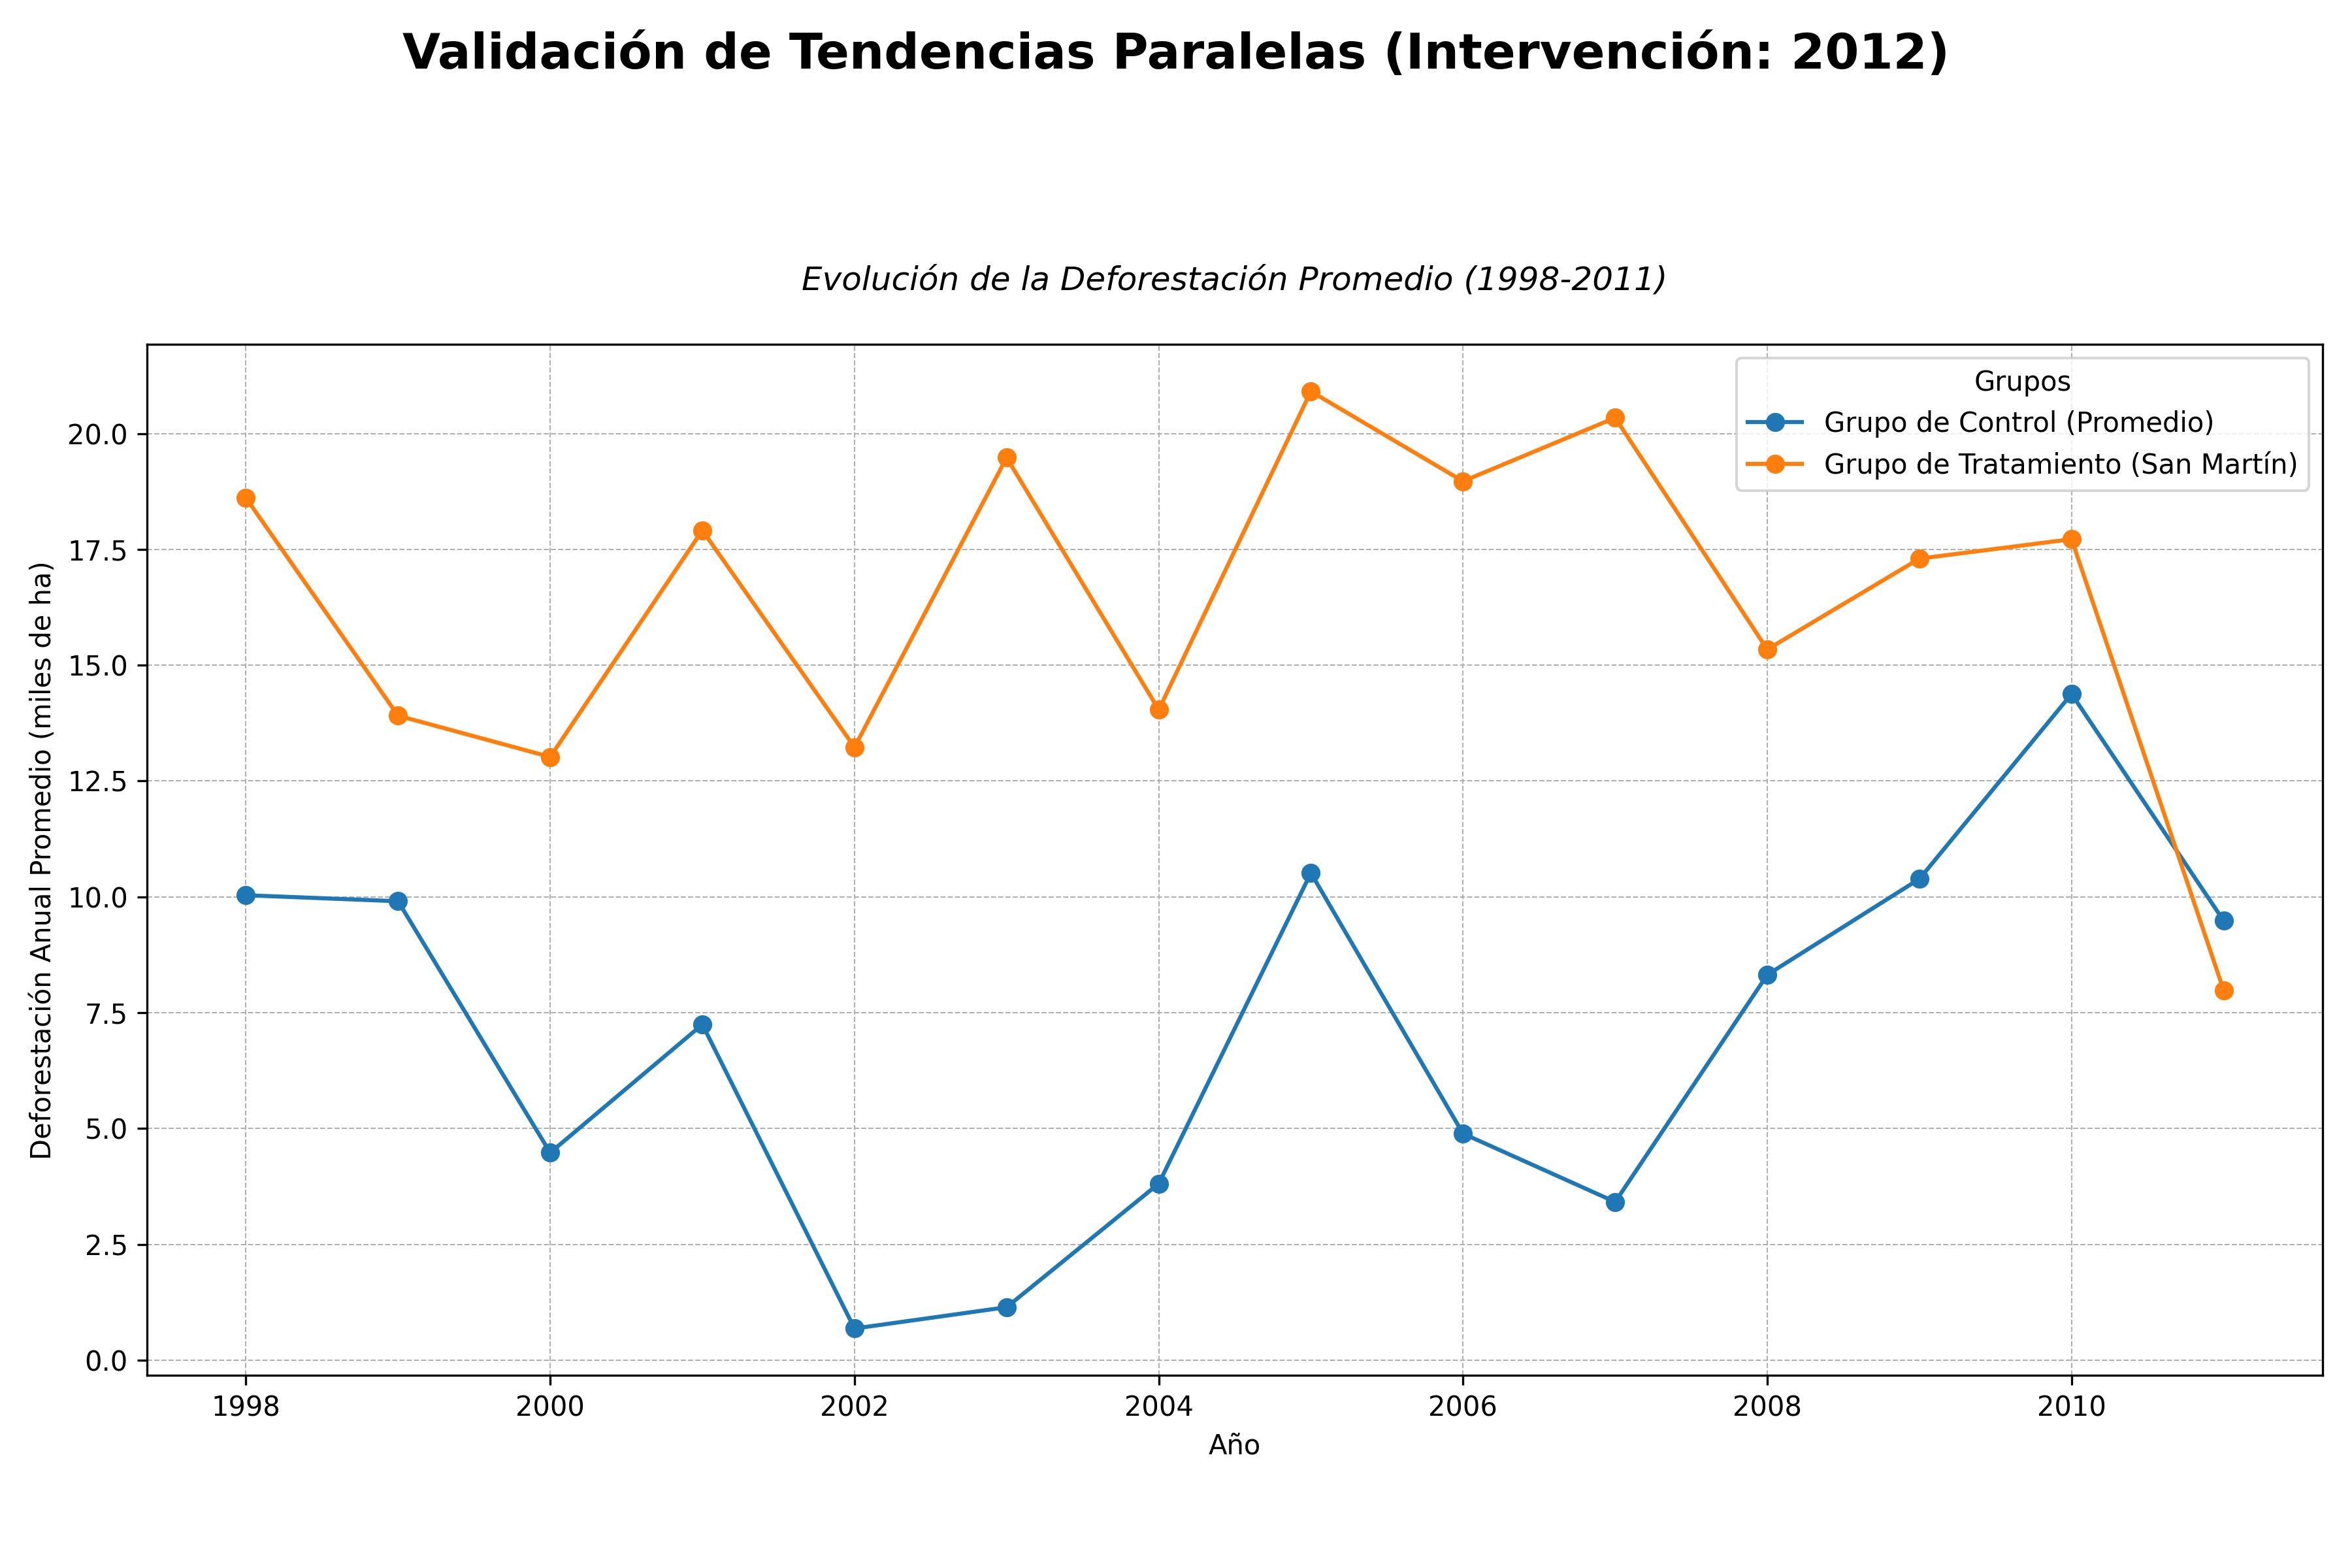 Validación de Tendencias Paralelas (Intervención: 2012)
Evolución de la Deforestación Promedio (1998-2011)
Grupos
Grupo de Control (Promedio)
Grupo de Tratamiento (San Martín)
Deforestación Anual Promedio (miles de ha)
20.0
17.5
15.0
12.5
10.0
7.5
5.0
2.5
0.0
1998 2000 2002 2004 2006 2008 2010
Año